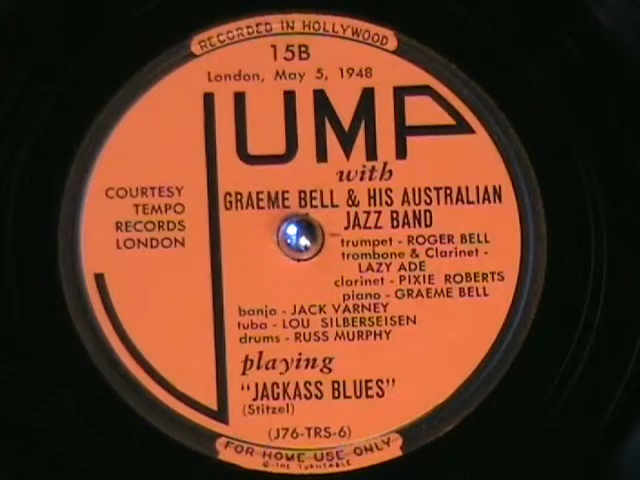 RECORDED IN HOLLYWOOD
15B
London, May 5, 1948
JUMP
with
GRAEME BELL & HIS AUSTRALIAN
JAZZ BAND
COURTESY
TEMPO
RECORDS
LONDON
trumpet - ROGER BELL
trombone & Clarinet -
LAZY ADE
clarinet - PIXIE ROBERTS
piano - GRAEME BELL
banjo - JACK VARNEY
tuba - LOU SILBERSEISEN
drums - RUSS MURPHY
playing
"JACKASS BLUES"
(Stitzel)
(J76-TRS-6)
FOR HOME USE ONLY
©-THE TURNTABLE